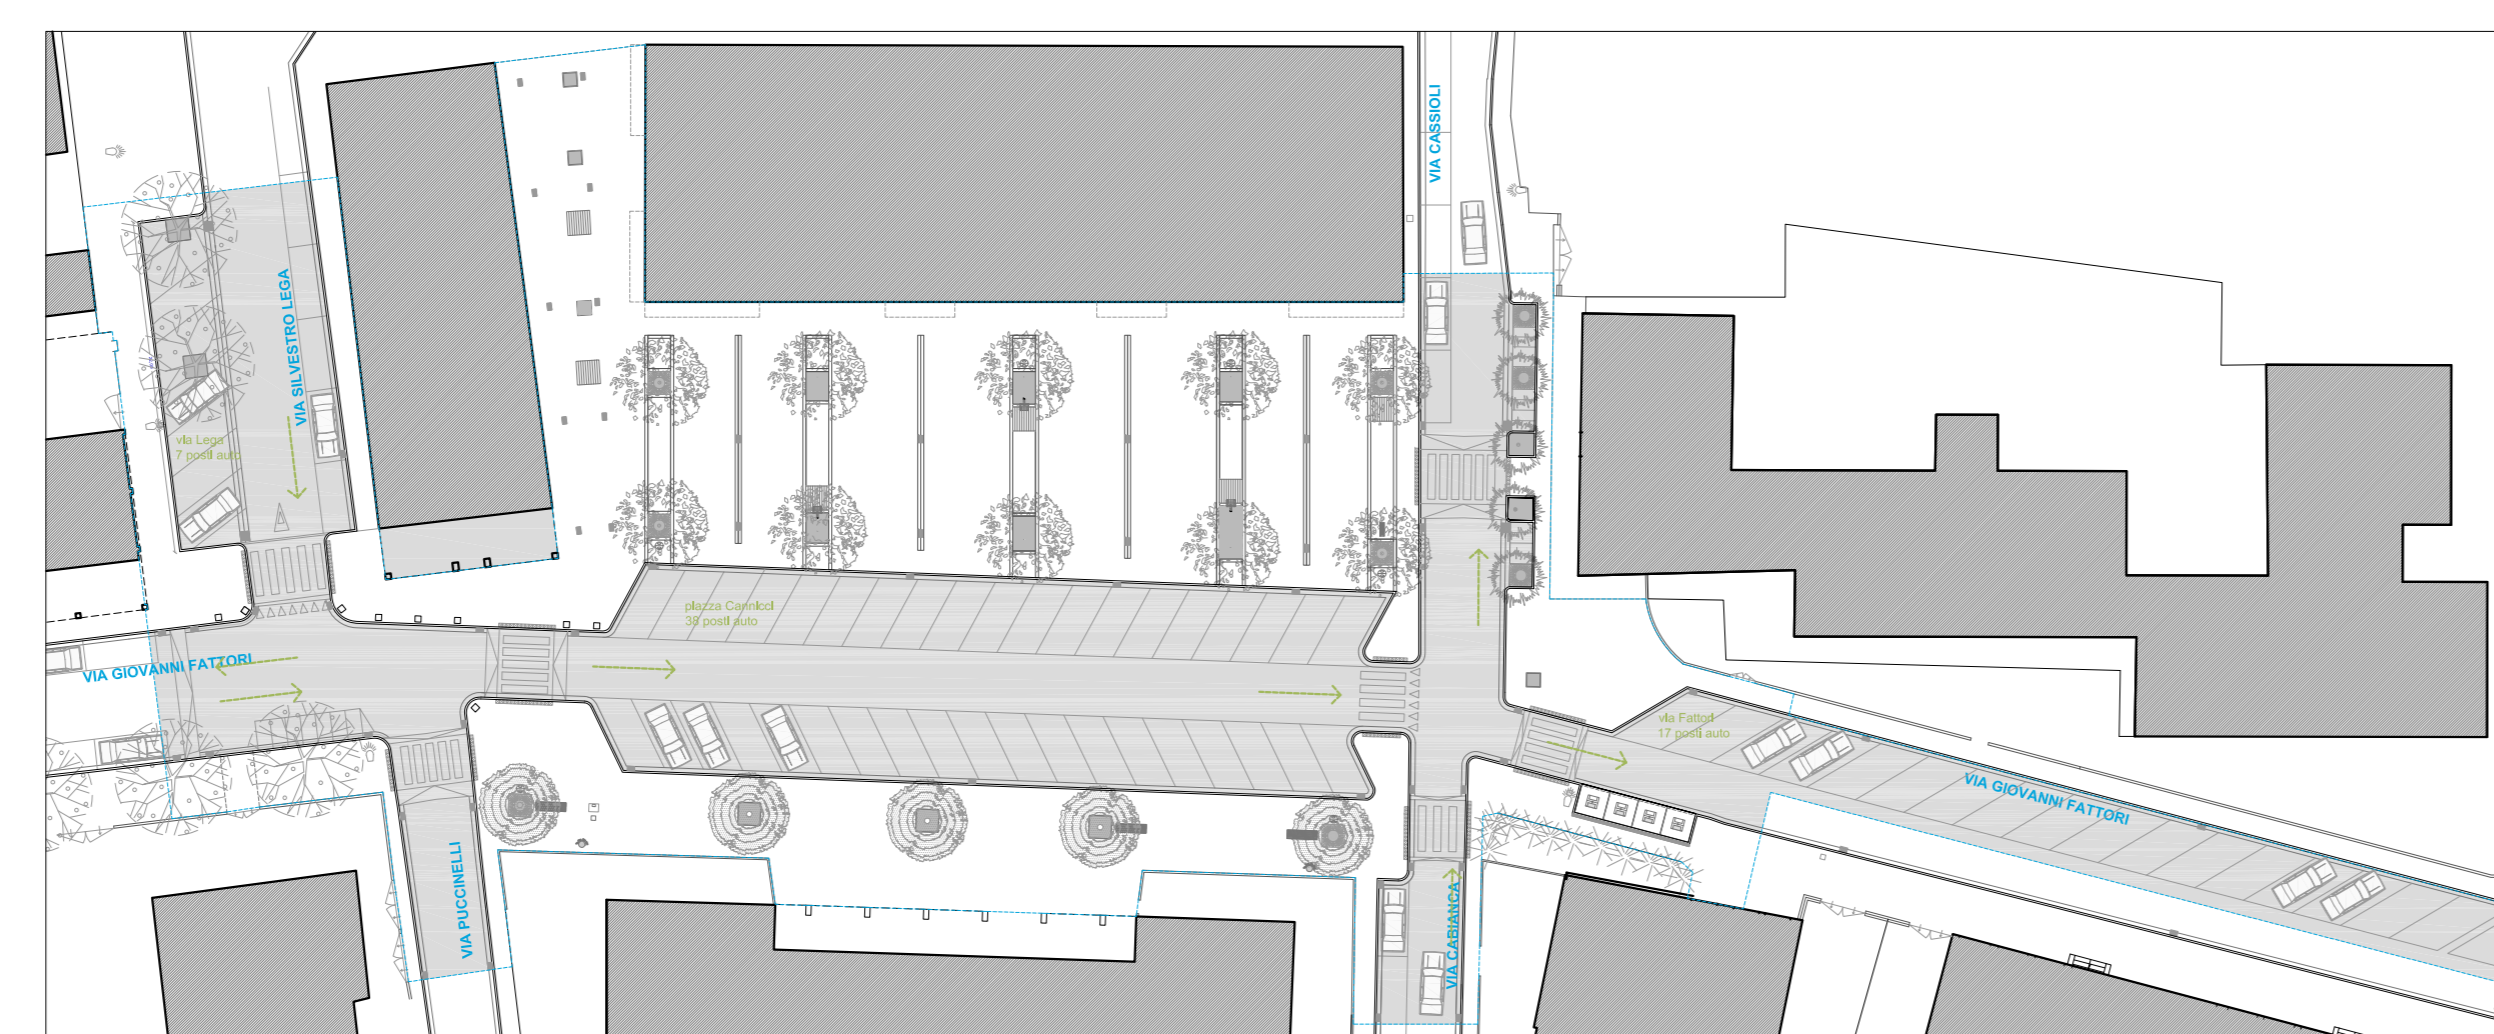 VIA CASSIOLI
VIA SILVESTRO LEGA
via Lega
7 posti auto
piazza Cannicci
38 posti auto
VIA GIOVANNI FATTORI
via Fattori
17 posti auto
VIA GIOVANNI FATTORI
VIA PUCCINELLI
VIA CABIANCA